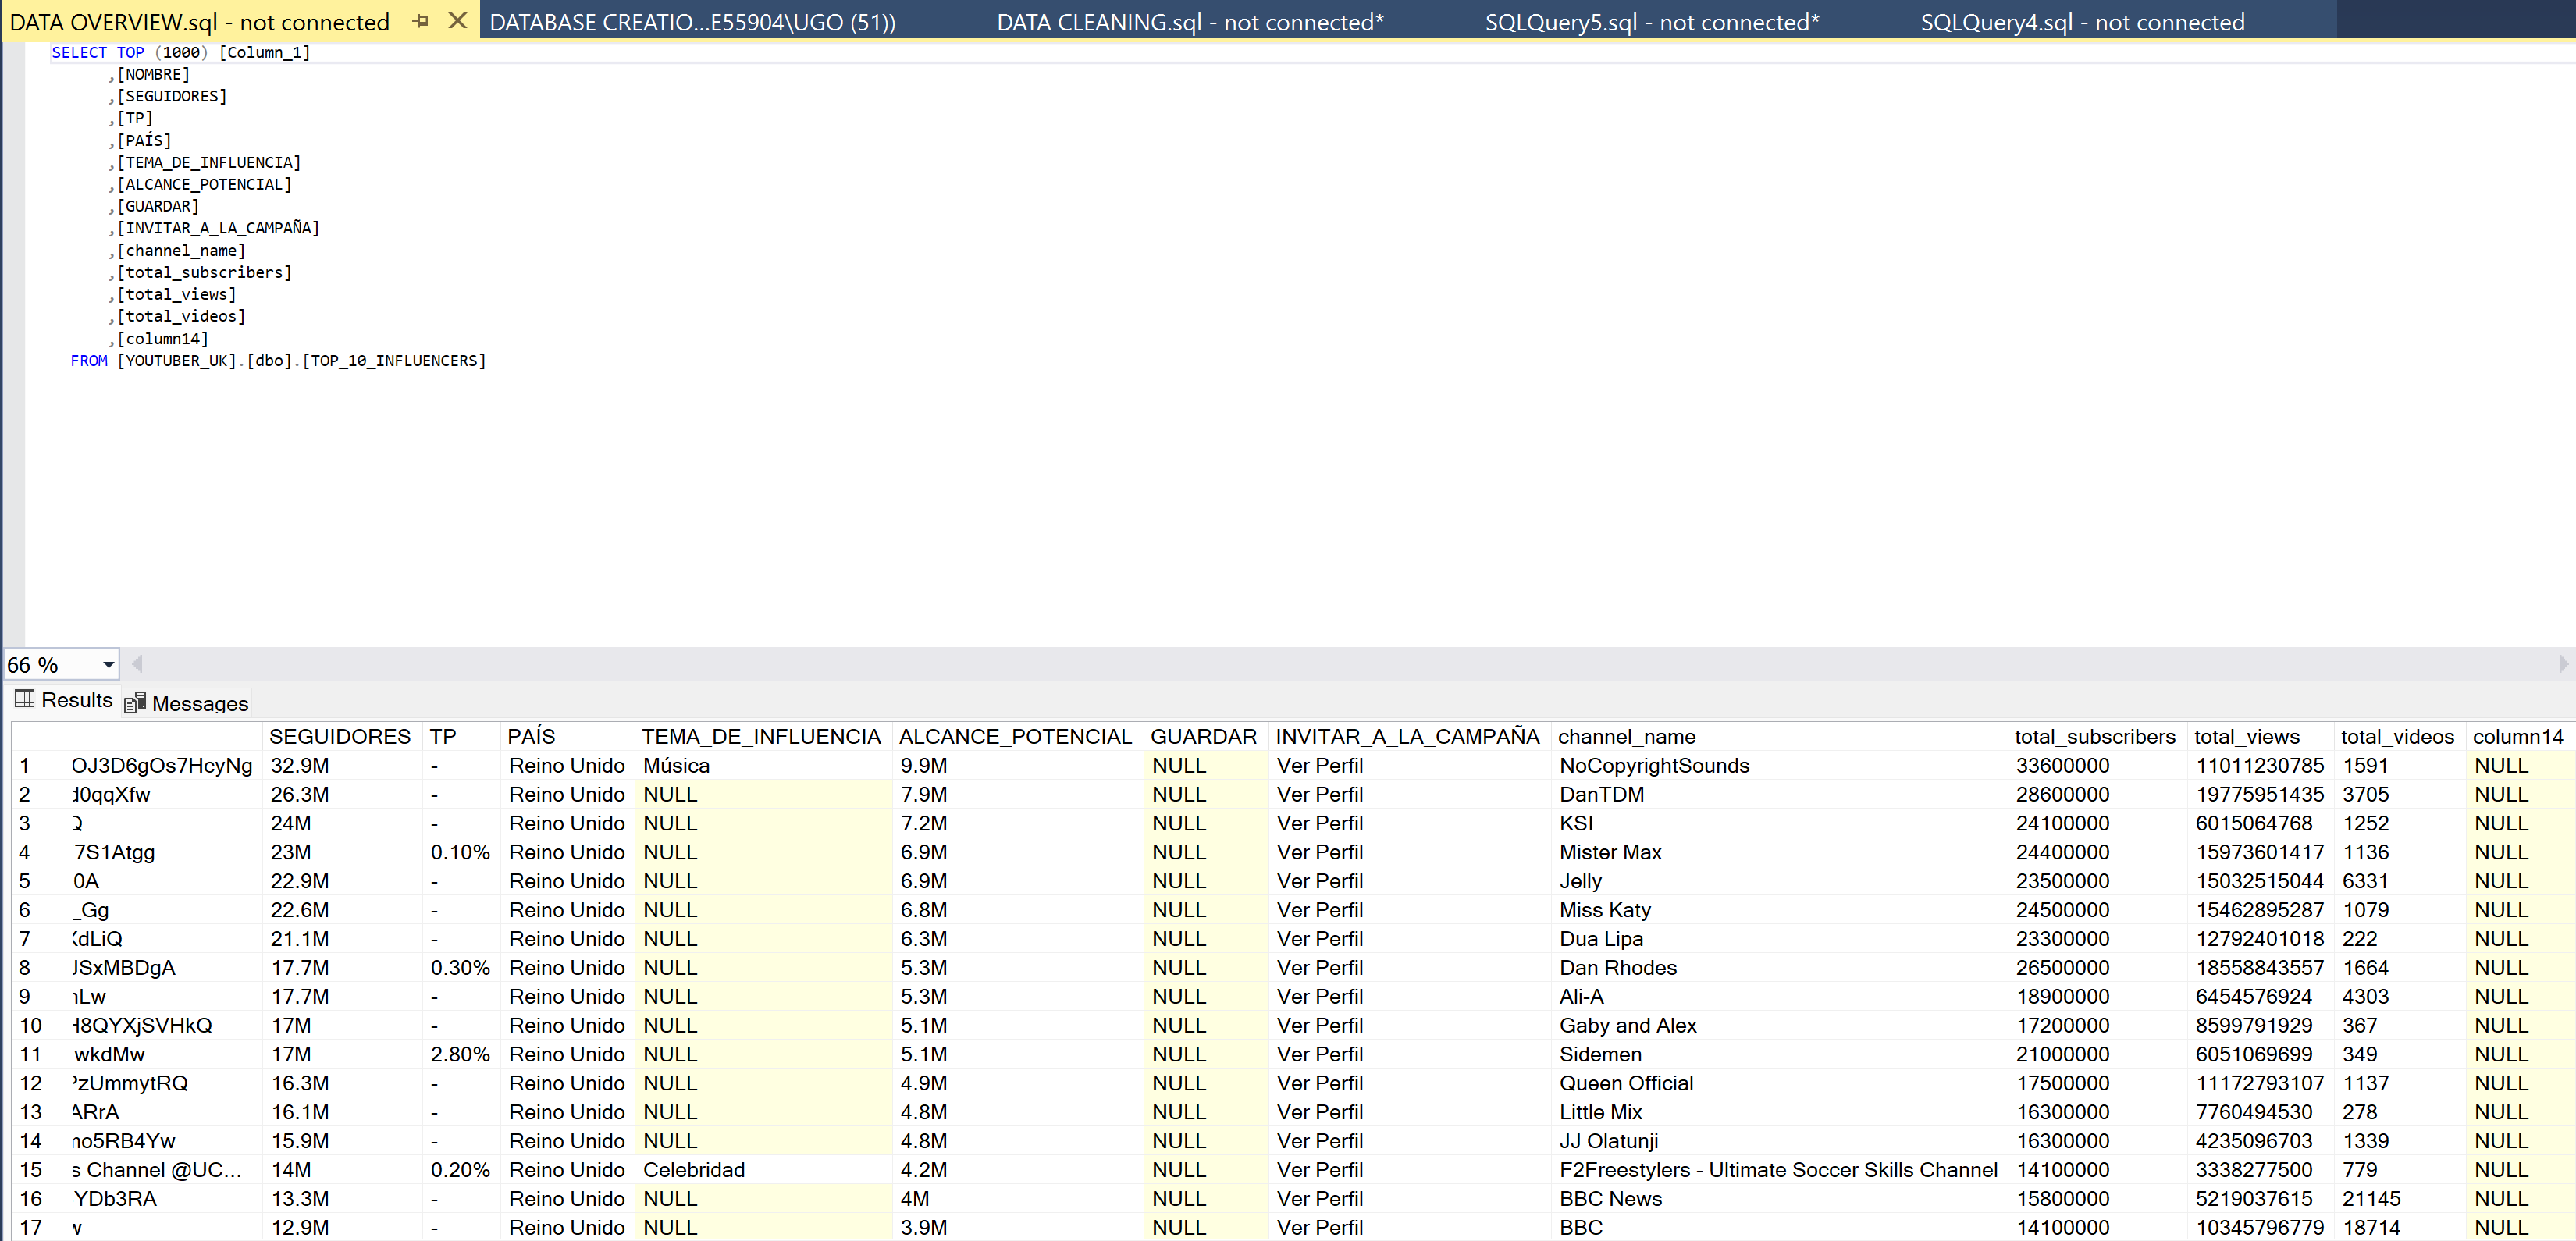 DATA OVERVIEW.sql - not connected DATABASE CREATIO...E55904\UGO (51)) DATA CLEANING.sql - not connected* SQLQuery5.sql - not connected* SQLQuery4.sql - not connected
SELECT TOP (1000) [Column_1]
,[NOMBRE]
,[SEGUIDORES]
,[TP]
,[PAÍS]
,[TEMA_DE_INFLUENCIA]
,[ALCANCE_POTENCIAL]
,[GUARDAR]
,[INVITAR_A_LA_CAMPAÑA]
,[channel_name]
,[total_subscribers]
,[total_views]
,[total_videos]
,[column14]
FROM [YOUTUBER_UK].[dbo].[TOP_10_INFLUENCERS]
66 %
Results Messages
SEGUIDORES TP PAÍS TEMA_DE_INFLUENCIA ALCANCE_POTENCIAL GUARDAR INVITAR_A_LA_CAMPAÑA channel_name total_subscribers total_views total_videos column14
1 OJ3D6gOs7HcyNg 32.9M - Reino Unido Música 9.9M NULL Ver Perfil NoCopyrightSounds 33600000 11011230785 1591 NULL
2 d0qqXfw 26.3M - Reino Unido NULL 7.9M NULL Ver Perfil DanTDM 28600000 19775951435 3705 NULL
3 Q 24M - Reino Unido NULL 7.2M NULL Ver Perfil KSI 24100000 6015064768 1252 NULL
4 7S1Atgg 23M 0.10% Reino Unido NULL 6.9M NULL Ver Perfil Mister Max 24400000 15973601417 1136 NULL
5 0A 22.9M - Reino Unido NULL 6.9M NULL Ver Perfil Jelly 23500000 15032515044 6331 NULL
6 _Gg 22.6M - Reino Unido NULL 6.8M NULL Ver Perfil Miss Katy 24500000 15462895287 1079 NULL
7 XdLiQ 21.1M - Reino Unido NULL 6.3M NULL Ver Perfil Dua Lipa 23300000 12792401018 222 NULL
8 JSxMBDgA 17.7M 0.30% Reino Unido NULL 5.3M NULL Ver Perfil Dan Rhodes 26500000 18558843557 1664 NULL
9 Lw 17.7M - Reino Unido NULL 5.3M NULL Ver Perfil Ali-A 18900000 6454576924 4303 NULL
10 H8QYXjSVHkQ 17M - Reino Unido NULL 5.1M NULL Ver Perfil Gaby and Alex 17200000 8599791929 367 NULL
11 wkdMw 17M 2.80% Reino Unido NULL 5.1M NULL Ver Perfil Sidemen 21000000 6051069699 349 NULL
12 PzUmmytRQ 16.3M - Reino Unido NULL 4.9M NULL Ver Perfil Queen Official 17500000 11172793107 1137 NULL
13 ARrA 16.1M - Reino Unido NULL 4.8M NULL Ver Perfil Little Mix 16300000 7760494530 278 NULL
14 o5RB4Yw 15.9M - Reino Unido NULL 4.8M NULL Ver Perfil JJ Olatunji 16300000 4235096703 1339 NULL
15 s Channel @UC... 14M 0.20% Reino Unido Celebridad 4.2M NULL Ver Perfil F2Freestylers - Ultimate Soccer Skills Channel 14100000 3338277500 779 NULL
16 YDb3RA 13.3M - Reino Unido NULL 4M NULL Ver Perfil BBC News 15800000 5219037615 21145 NULL
17 w 12.9M - Reino Unido NULL 3.9M NULL Ver Perfil BBC 14100000 10345796779 18714 NULL